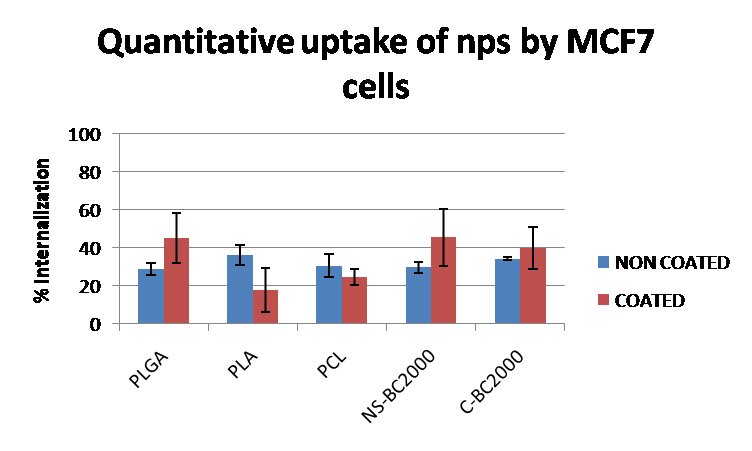 Quantitative uptake of nps by MCF7
cells
% Internalization
100
80
60
40
20
0
PLGA
PLA
PCL
NS-BC2000
C-BC2000
NON COATED
COATED